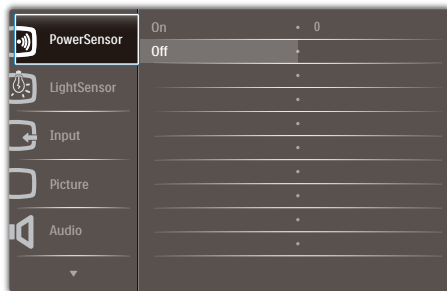 PowerSensor
On 0
Off
LightSensor
Input
Picture
Audio